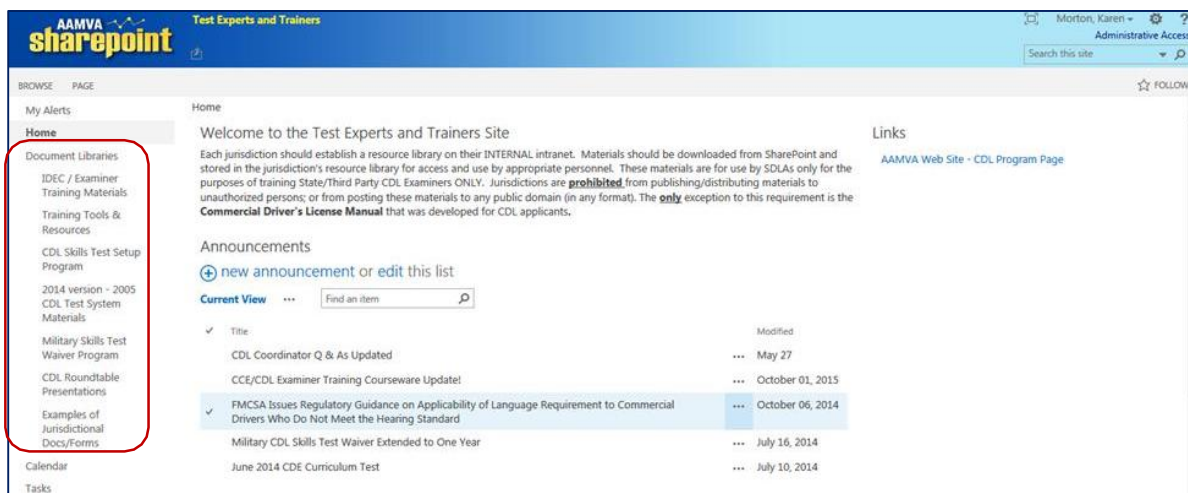 AAMVA
sharepoint
Test Experts and Trainers
Morton, Karen
?
Administrative Access
Search this site
BROWSE PAGE
FOLLOW
My Alerts
Home
Document Libraries
IDEC / Examiner
Training Materials
Training Tools &
Resources
CDL Skills Test Setup
Program
2014 version - 2005
CDL Test System
Materials
Military Skills Test
Waiver Program
CDL Roundtable
Presentations
Examples of
Jurisdictional
Docs/Forms
Calendar
Tasks
Home
Welcome to the Test Experts and Trainers Site
Each jurisdiction should establish a resource library on their INTERNAL intranet. Materials should be downloaded from SharePoint and
stored in the jurisdiction's resource library for access and use by appropriate personnel. These materials are for use by SDLAs only for the
purposes of training State/Third Party CDL Examiners ONLY. Jurisdictions are prohibited from publishing/distributing materials to
unauthorized persons; or from posting these materials to any public domain (in any format). The only exception to this requirement is the
Commercial Driver's License Manual that was developed for CDL applicants.
Announcements
new announcement or edit this list
Current View ... Find an item
Title Modified
CDL Coordinator Q & As Updated ... May 27
CCE/CDL Examiner Training Courseware Update! ... October 01, 2015
FMCSA Issues Regulatory Guidance on Applicability of Language Requirement to Commercial ... October 06, 2014
Drivers Who Do Not Meet the Hearing Standard
Military CDL Skills Test Waiver Extended to One Year ... July 16, 2014
June 2014 CDE Curriculum Test ... July 10, 2014
Links
AAMVA Web Site - CDL Program Page